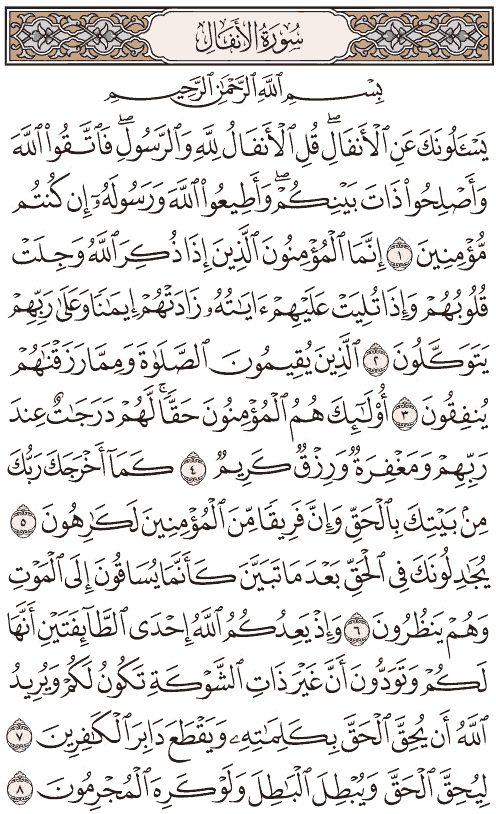 سُورَةُ الأَنفَالِ
بِسْمِ ٱللَّهِ ٱلرَّحْمَٰنِ ٱلرَّحِيمِ
يَسْـَٔلُونَكَ عَنِ ٱلْأَنفَالِۖ قُلِ ٱلْأَنفَالُ لِلَّهِ وَٱلرَّسُولِۖ فَٱتَّقُوا۟ ٱللَّهَ
وَأَصْلِحُوا۟ ذَاتَ بَيْنِكُمْۖ وَأَطِيعُوا۟ ٱللَّهَ وَرَسُولَهُۥٓ إِن كُنتُم
مُّؤْمِنِينَ ١ إِنَّمَا ٱلْمُؤْمِنُونَ ٱلَّذِينَ إِذَا ذُكِرَ ٱللَّهُ وَجِلَتْ
قُلُوبُهُمْ وَإِذَا تُلِيَتْ عَلَيْهِمْ ءَايَٰتُهُۥ زَادَتْهُمْ إِيمَٰنًا وَعَلَىٰ رَبِّهِمْ
يَتَوَكَّلُونَ ٢ ٱلَّذِينَ يُقِيمُونَ ٱلصَّلَوٰةَ وَمِمَّا رَزَقْنَٰهُمْ
يُنفِقُونَ ٣ أُو۟لَٰٓئِكَ هُمُ ٱلْمُؤْمِنُونَ حَقًّاۚ لَّهُمْ دَرَجَٰتٌ عِندَ
رَبِّهِمْ وَمَغْفِرَةٌ وَرِزْقٌ كَرِيمٌ ٤ كَمَآ أَخْرَجَكَ رَبُّكَ
مِنۢ بَيْتِكَ بِٱلْحَقِّ وَإِنَّ فَرِيقًا مِّنَ ٱلْمُؤْمِنِينَ لَكَٰرِهُونَ ٥
يُجَٰدِلُونَكَ فِى ٱلْحَقِّ بَعْدَ مَا تَبَيَّنَ كَأَنَّمَا يُسَاقُونَ إِلَى ٱلْمَوْتِ
وَهُمْ يَنظُرُونَ ٦ وَإِذْ يَعِدُكُمُ ٱللَّهُ إِحْدَى ٱلطَّآئِفَتَيْنِ أَنَّهَا
لَكُمْ وَتَوَدُّونَ أَنَّ غَيْرَ ذَاتِ ٱلشَّوْكَةِ تَكُونُ لَكُمْ وَيُرِيدُ
ٱللَّهُ أَن يُحِقَّ ٱلْحَقَّ بِكَلِمَٰتِهِۦ وَيَقْطَعَ دَابِرَ ٱلْكَٰفِرِينَ ٧
لِيُحِقَّ ٱلْحَقَّ وَيُبْطِلَ ٱلْبَٰطِلَ وَلَوْ كَرِهَ ٱلْمُجْرِمُونَ ٨